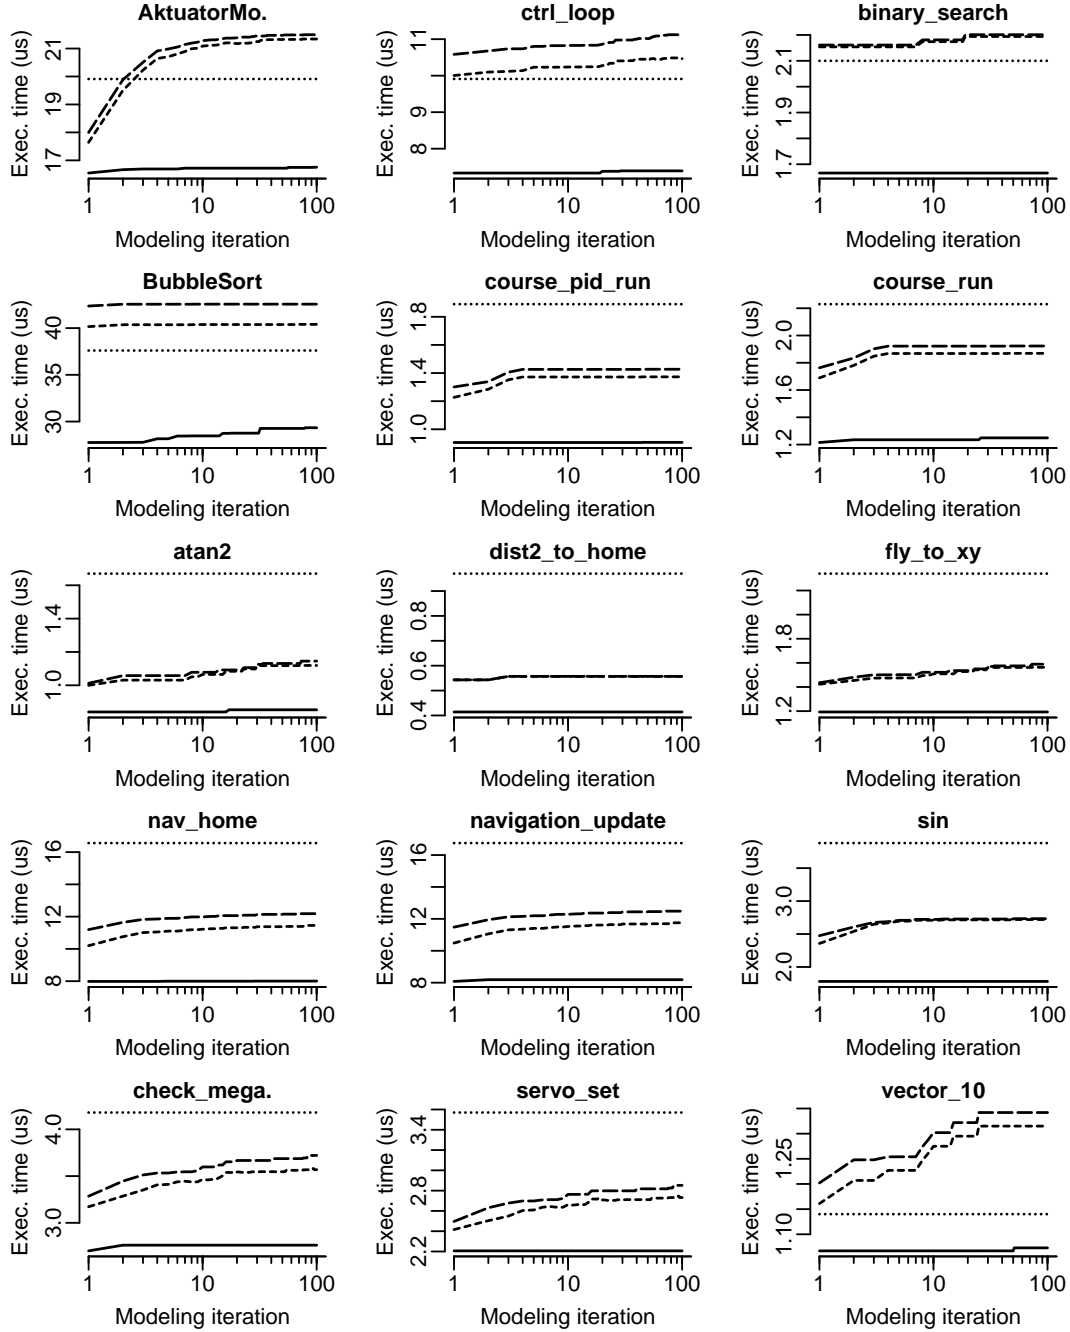 AktuatorMo.
Exec. time (us)
17 19 21
1 10 100
Modeling iteration
ctrl_loop
Exec. time (us)
8 9 10 11
1 10 100
Modeling iteration
binary_search
Exec. time (us)
1.7 1.9 2.1
1 10 100
Modeling iteration
BubbleSort
Exec. time (us)
30 35 40
1 10 100
Modeling iteration
course_pid_run
Exec. time (us)
1.0 1.4 1.8
1 10 100
Modeling iteration
course_run
Exec. time (us)
1.2 1.6 2.0
1 10 100
Modeling iteration
atan2
Exec. time (us)
1.0 1.4
1 10 100
Modeling iteration
dist2_to_home
Exec. time (us)
0.4 0.6 0.8
1 10 100
Modeling iteration
fly_to_xy
Exec. time (us)
1.2 1.8
1 10 100
Modeling iteration
nav_home
Exec. time (us)
8 12 16
1 10 100
Modeling iteration
navigation_update
Exec. time (us)
8 12 16
1 10 100
Modeling iteration
sin
Exec. time (us)
2.0 3.0
1 10 100
Modeling iteration
check_mega.
Exec. time (us)
3.0 4.0
1 10 100
Modeling iteration
servo_set
Exec. time (us)
2.2 2.8 3.4
1 10 100
Modeling iteration
vector_10
Exec. time (us)
1.10 1.25
1 10 100
Modeling iteration